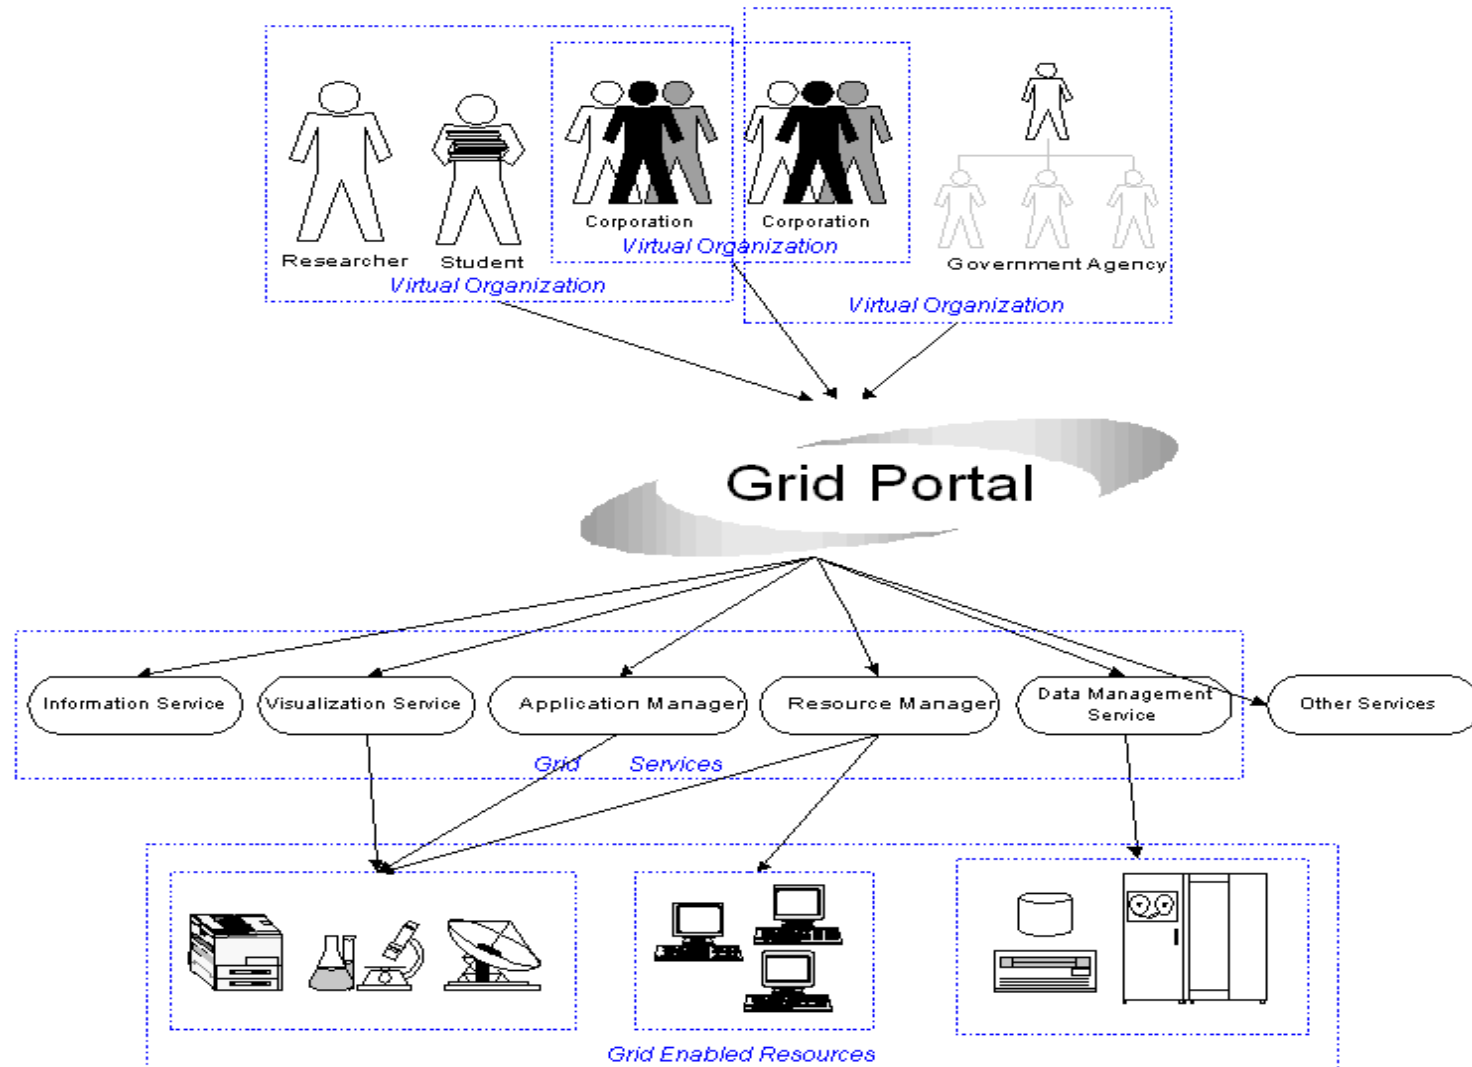 Corporation
Corporation
Virtual Organization
Researcher
Student
Government Agency
Virtual Organization
Virtual Organization
Grid Portal
Information Service
Visualization Service
Application Manager
Resource Manager
Data Management
Service
Other Services
Grid Services
Grid Enabled Resources